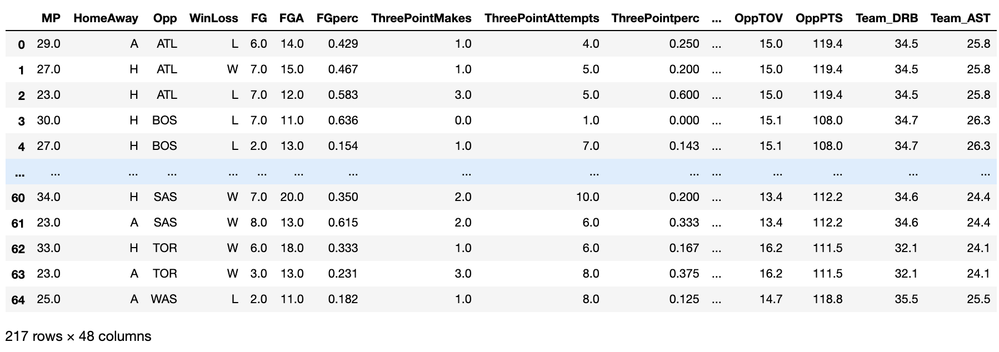 MP HomeAway Opp WinLoss FG FGA FGperc ThreePointMakes ThreePointAttempts ThreePointperc ... OppTOV OppPTS Team_DRB Team_AST
0 29.0 A ATL L 6.0 14.0 0.429 1.0 4.0 0.250 ... 15.0 119.4 34.5 25.8
1 27.0 H ATL W 7.0 15.0 0.467 1.0 5.0 0.200 ... 15.0 119.4 34.5 25.8
2 23.0 H ATL L 7.0 12.0 0.583 3.0 5.0 0.600 ... 15.0 119.4 34.5 25.8
3 30.0 H BOS L 7.0 11.0 0.636 0.0 1.0 0.000 ... 15.1 108.0 34.7 26.3
4 27.0 H BOS L 2.0 13.0 0.154 1.0 7.0 0.143 ... 15.1 108.0 34.7 26.3
... ... ... ... ... ... ... ... ... ... ... ... ... ... ... ...
60 34.0 H SAS W 7.0 20.0 0.350 2.0 10.0 0.200 ... 13.4 112.2 34.6 24.4
61 23.0 A SAS W 8.0 13.0 0.615 2.0 6.0 0.333 ... 13.4 112.2 34.6 24.4
62 33.0 H TOR W 6.0 18.0 0.333 1.0 6.0 0.167 ... 16.2 111.5 32.1 24.1
63 23.0 A TOR W 3.0 13.0 0.231 3.0 8.0 0.375 ... 16.2 111.5 32.1 24.1
64 25.0 A WAS L 2.0 11.0 0.182 1.0 8.0 0.125 ... 14.7 118.8 35.5 25.5
217 rows × 48 columns